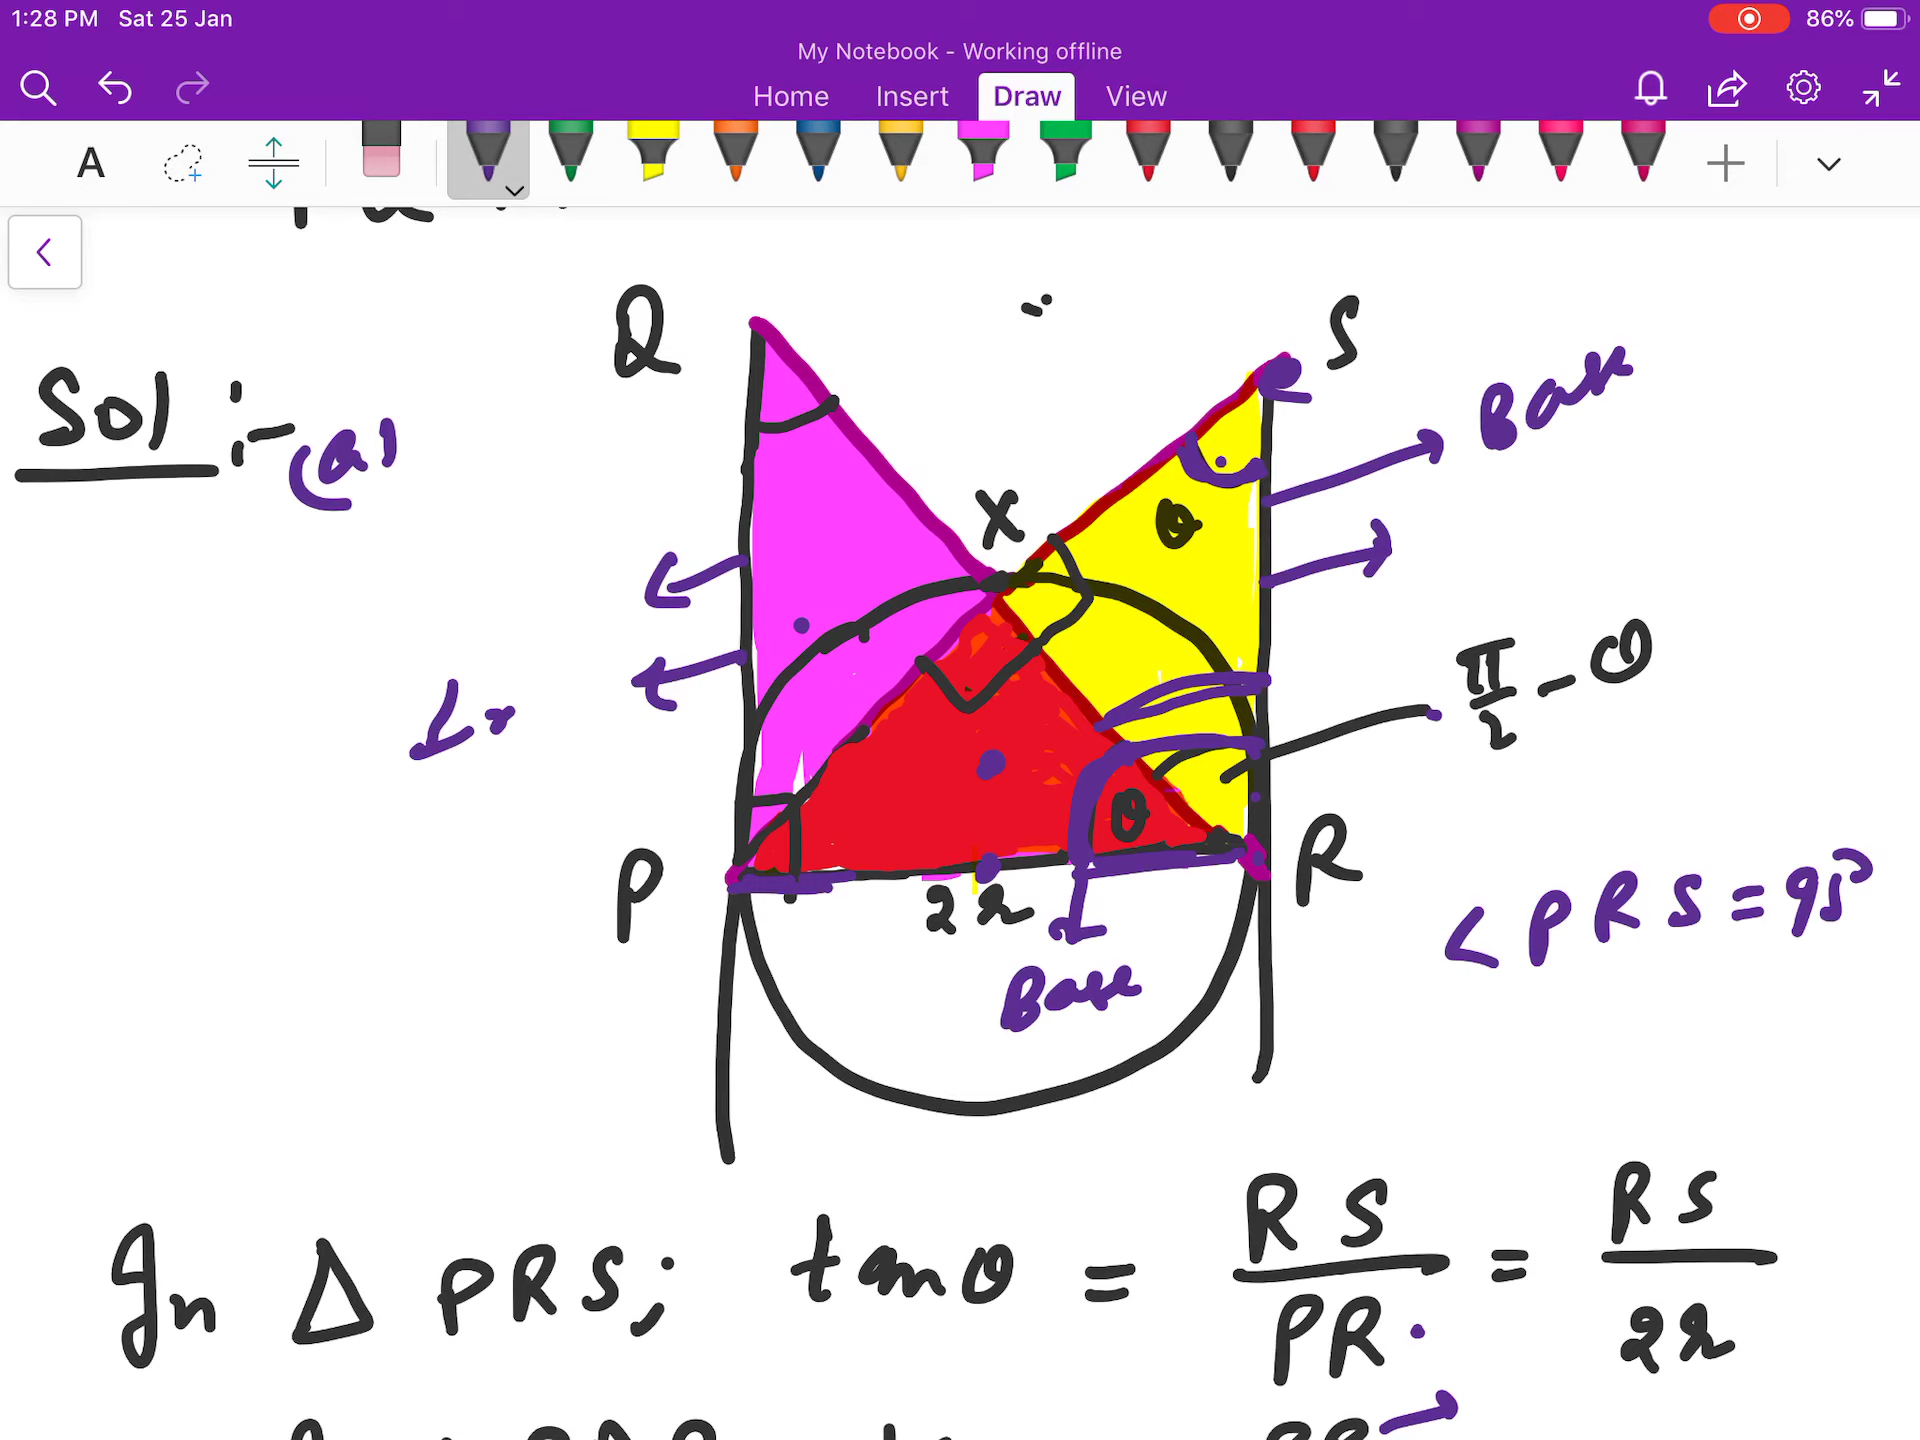 1:28 PM Sat 25 Jan
86%
My Notebook - Working offline
Home Insert Draw View
A
Q
S
Sol :- (a)
Base
X
θ
π/2 - θ
θ
P
R
2r
Base
< PRS = 90°
In Δ PRS; tanθ = RS/PR = RS/2r